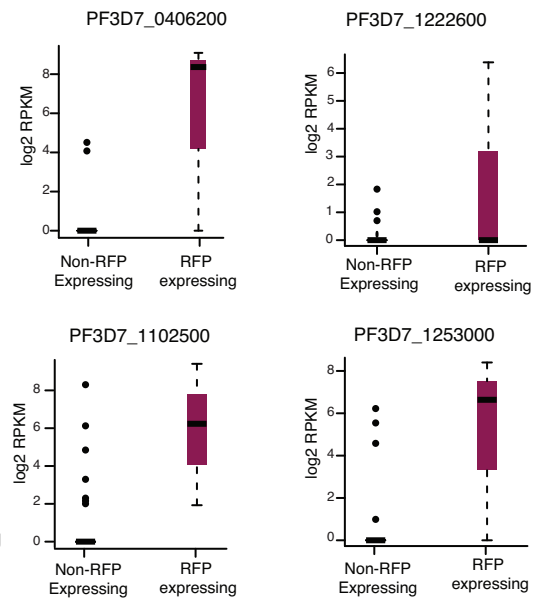 PF3D7_0406200
log2 RPKM
8
6
4
2
0
Non-RFP
Expressing
RFP
expressing
PF3D7_1222600
log2 RPKM
6
5
4
3
2
1
0
Non-RFP
Expressing
RFP
expressing
PF3D7_1102500
log2 RPKM
8
6
4
2
0
Non-RFP
Expressing
RFP
expressing
PF3D7_1253000
log2 RPKM
8
6
4
2
0
Non-RFP
Expressing
RFP
expressing